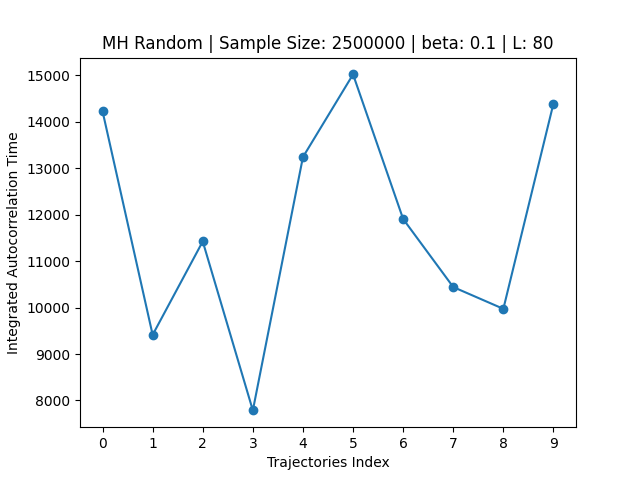 MH Random | Sample Size: 2500000 | beta: 0.1 | L: 80
Integrated Autocorrelation Time
15000
14000
13000
12000
11000
10000
9000
8000
0 1 2 3 4 5 6 7 8 9
Trajectories Index